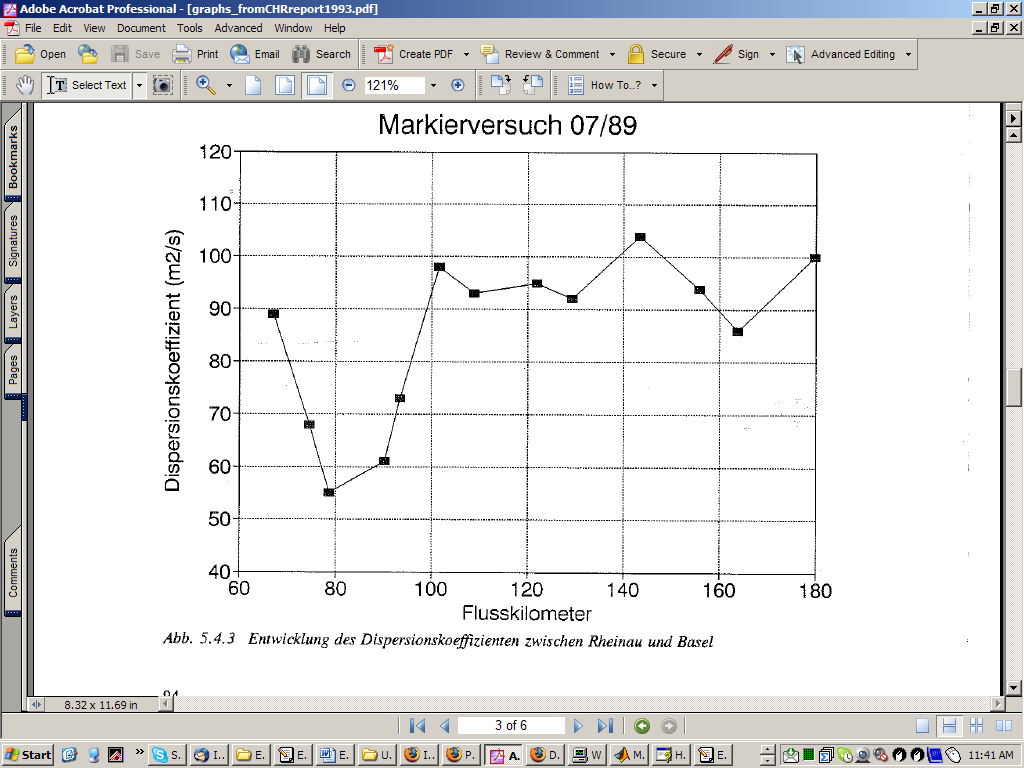 Adobe Acrobat Professional - [graphs_fromCHRreport1993.pdf]
File Edit View Document Tools Advanced Window Help
Open Save Print Email Search Create PDF Review & Comment Secure Sign Advanced Editing
Select Text 121% How To..?
Bookmarks
Signatures
Layers
Pages
Comments
Markierversuch 07/89
Dispersionskoeffizient (m2/s)
120
110
100
90
80
70
60
50
40
60 80 100 120 140 160 180
Flusskilometer
Abb. 5.4.3 Entwicklung des Dispersionskoeffizienten zwischen Rheinau und Basel
8.32 x 11.69 in
3 of 6
Start S. I.. E. E. E. U. I.. P. A. D. W M. H. E. 11:41 AM